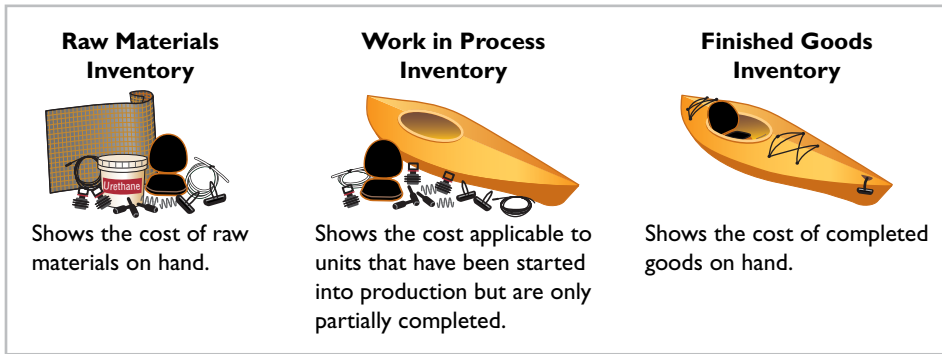 Raw Materials
Inventory
Work in Process
Inventory
Finished Goods
Inventory
Urethane
Shows the cost of raw
materials on hand.
Shows the cost applicable to
units that have been started
into production but are only
partially completed.
Shows the cost of completed
goods on hand.